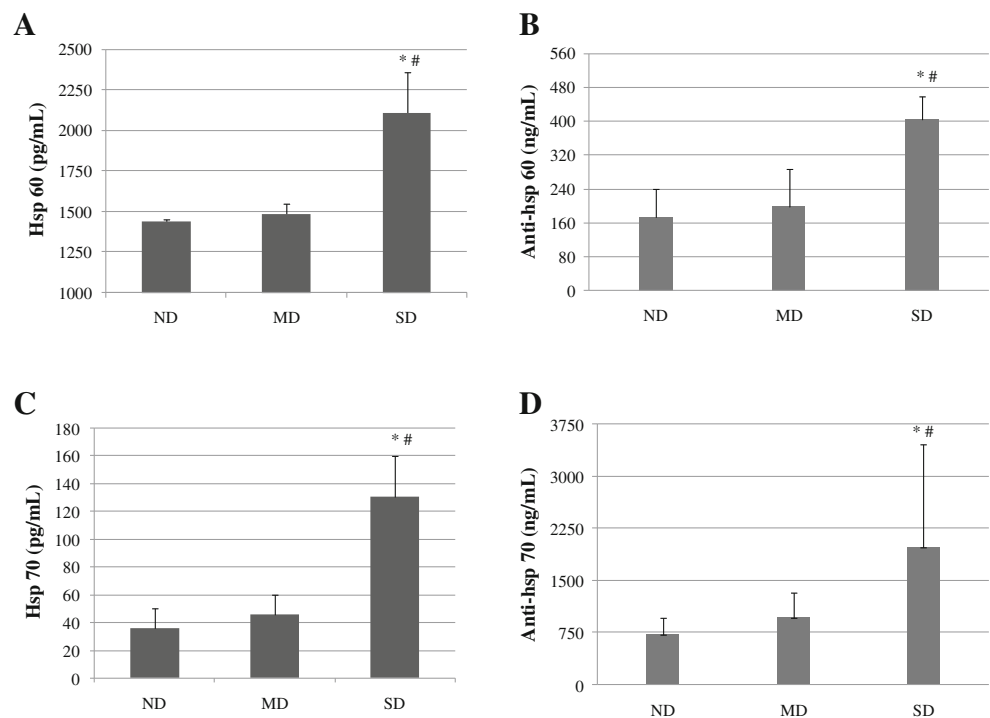 A
Hsp 60 (pg/mL)
2500
2250
2000
1750
1500
1250
1000
* #
ND MD SD
B
Anti-hsp 60 (ng/mL)
560
480
400
320
240
160
80
0
* #
ND MD SD
C
Hsp 70 (pg/mL)
180
160
140
120
100
80
60
40
20
0
* #
ND MD SD
D
Anti-hsp 70 (ng/mL)
3750
3000
2250
1500
750
0
* #
ND MD SD